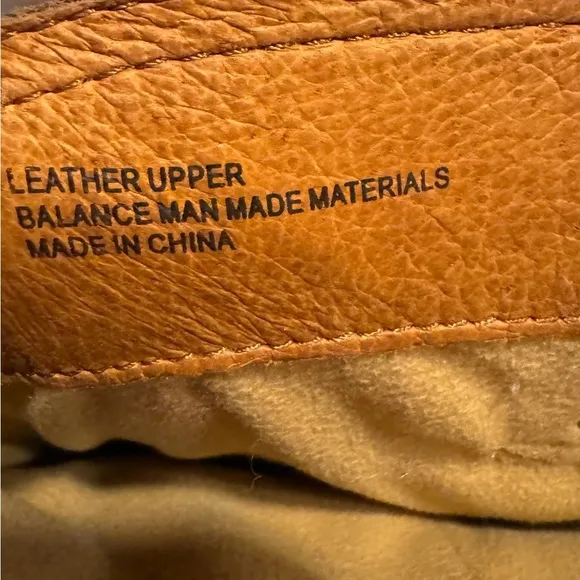 LEATHER UPPER
BALANCE MAN MADE MATERIALS
MADE IN CHINA